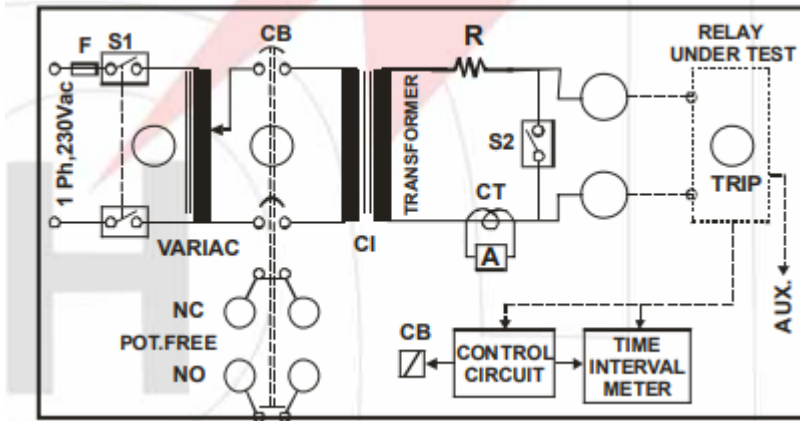 F
S1
1 Ph,230Vac
VARIAC
CB
CI
TRANSFORMER
R
S2
CT
A
RELAY
UNDER TEST
TRIP
AUX.
NC
POT.FREE
NO
CB
CONTROL
CIRCUIT
TIME
INTERVAL
METER